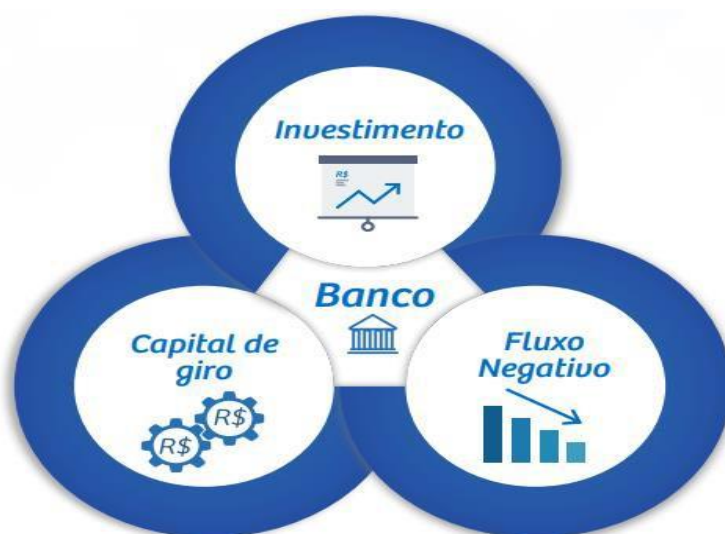 Investimento
R$
Banco
Capital de
giro
R$
R$
Fluxo
Negativo